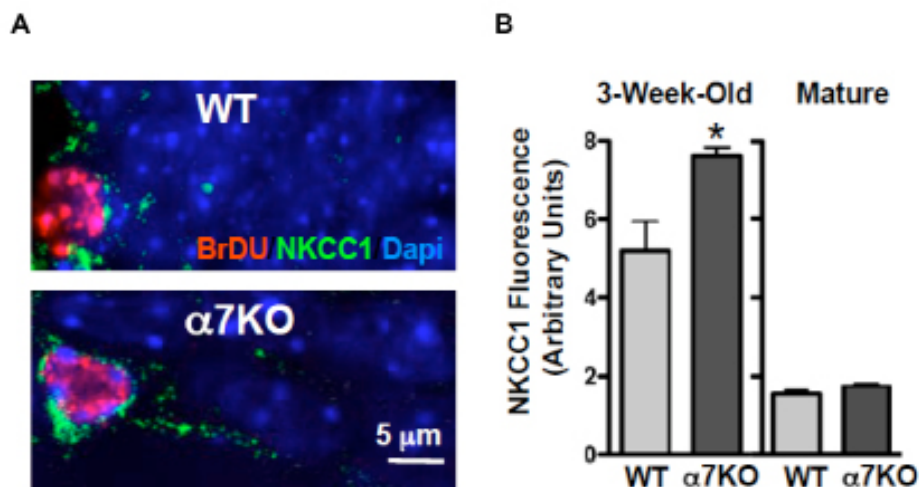 A
B
WT
BrDU NKCC1 Dapi
α7KO
5 μm
3-Week-Old Mature
NKCC1 Fluorescence
(Arbitrary Units)
8
6
4
2
0
*
WT α7KO WT α7KO